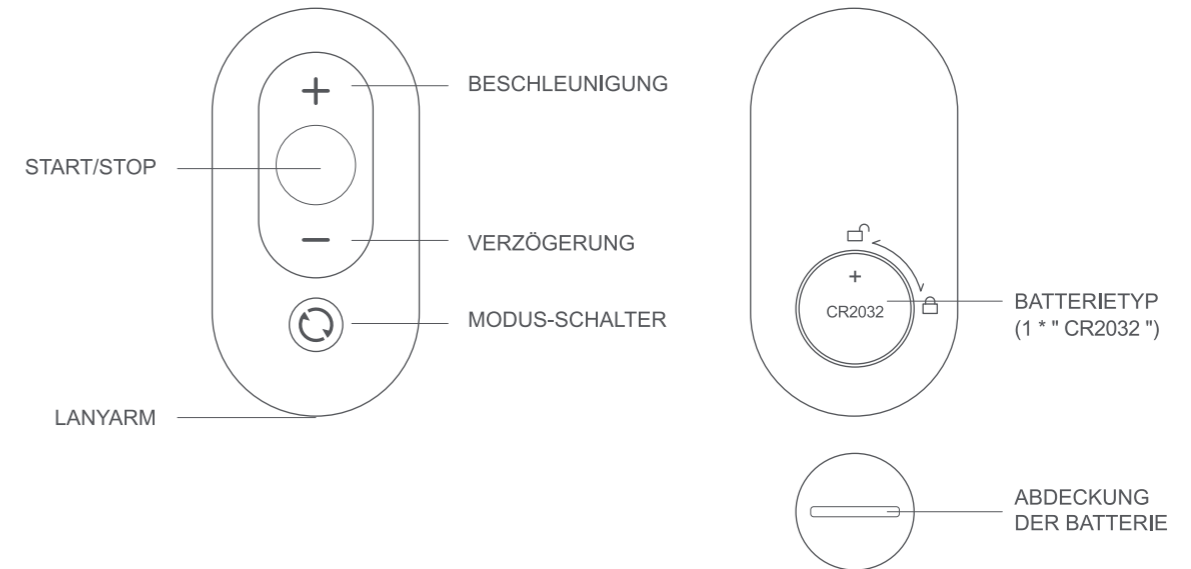 BESCHLEUNIGUNG
START/STOP
VERZÖGERUNG
MODUS-SCHALTER
LANYARM
+
CR2032
BATTERIETYP
(1 * " CR2032 ")
ABDECKUNG
DER BATTERIE